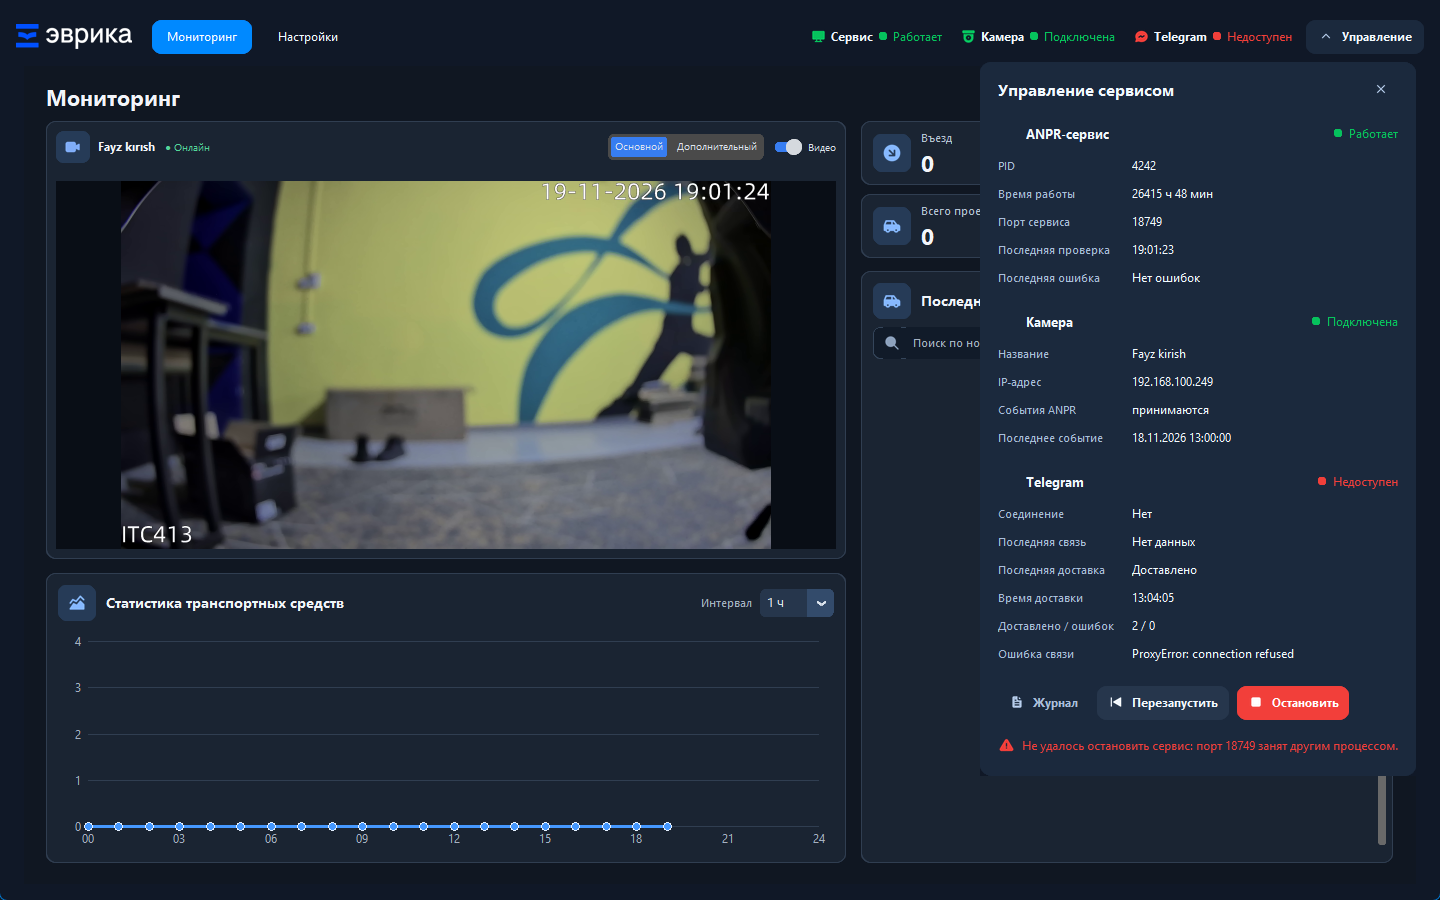 эврика
Мониторинг
Настройки
Сервис Работает
Камера Подключена
Telegram Недоступен
Управление
Мониторинг
Fayz kırısh
Онлайн
Основной
Дополнительный
Видео
19-11-2026 19:01:24
ITC413
Въезд
0
Всего прое
0
Последн
Поиск по но
Статистика транспортных средств
Интервал
1 ч
4
3
2
1
0
00 03 06 09 12 15 18 21 24
Управление сервисом
ANPR-сервис Работает
PID 4242
Время работы 26415 ч 48 мин
Порт сервиса 18749
Последняя проверка 19:01:23
Последняя ошибка Нет ошибок
Камера Подключена
Название Fayz kirish
IP-адрес 192.168.100.249
События ANPR принимаются
Последнее событие 18.11.2026 13:00:00
Telegram Недоступен
Соединение Нет
Последняя связь Нет данных
Последняя доставка Доставлено
Время доставки 13:04:05
Доставлено / ошибок 2 / 0
Ошибка связи ProxyError: connection refused
Журнал
Перезапустить
Остановить
Не удалось остановить сервис: порт 18749 занят другим процессом.